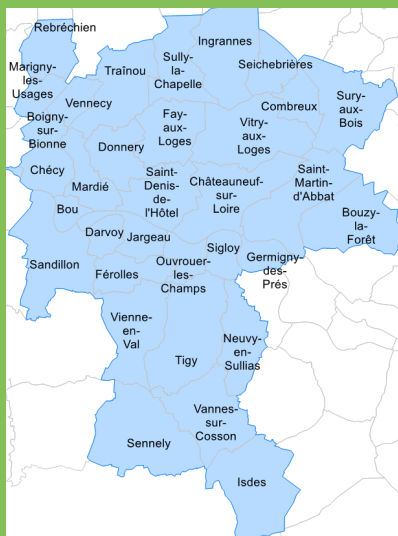 Rebréchien
Ingrannes
Marigny-
les-
Usages
Traînou
Sully-
la-
Chapelle
Seichebrières
Vennecy
Combreux
Sury-
aux-
Bois
Boigny-
sur-
Bionne
Fay-
aux-
Loges
Vitry-
aux-
Loges
Donnery
Chécy
Mardié
Saint-
Denis-
de-
l'Hôtel
Châteauneuf-
sur-
Loire
Saint-
Martin-
d'Abbat
Bou
Bouzy-
la-
Forêt
Darvoy
Jargeau
Sigloy
Sandillon
Férolles
Ouvrouer-
les-
Champs
Germigny-
des-
Prés
Vienne-
en-
Val
Tigy
Neuvy-
en-
Sullias
Vannes-
sur-
Cosson
Sennely
Isdes